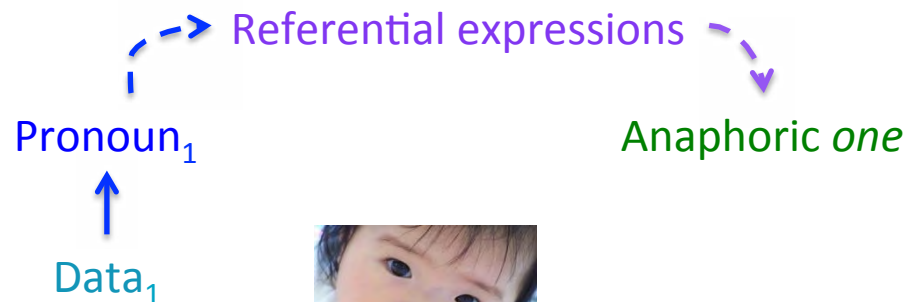 Referential expressions
Pronoun₁
Anaphoric one
Data₁